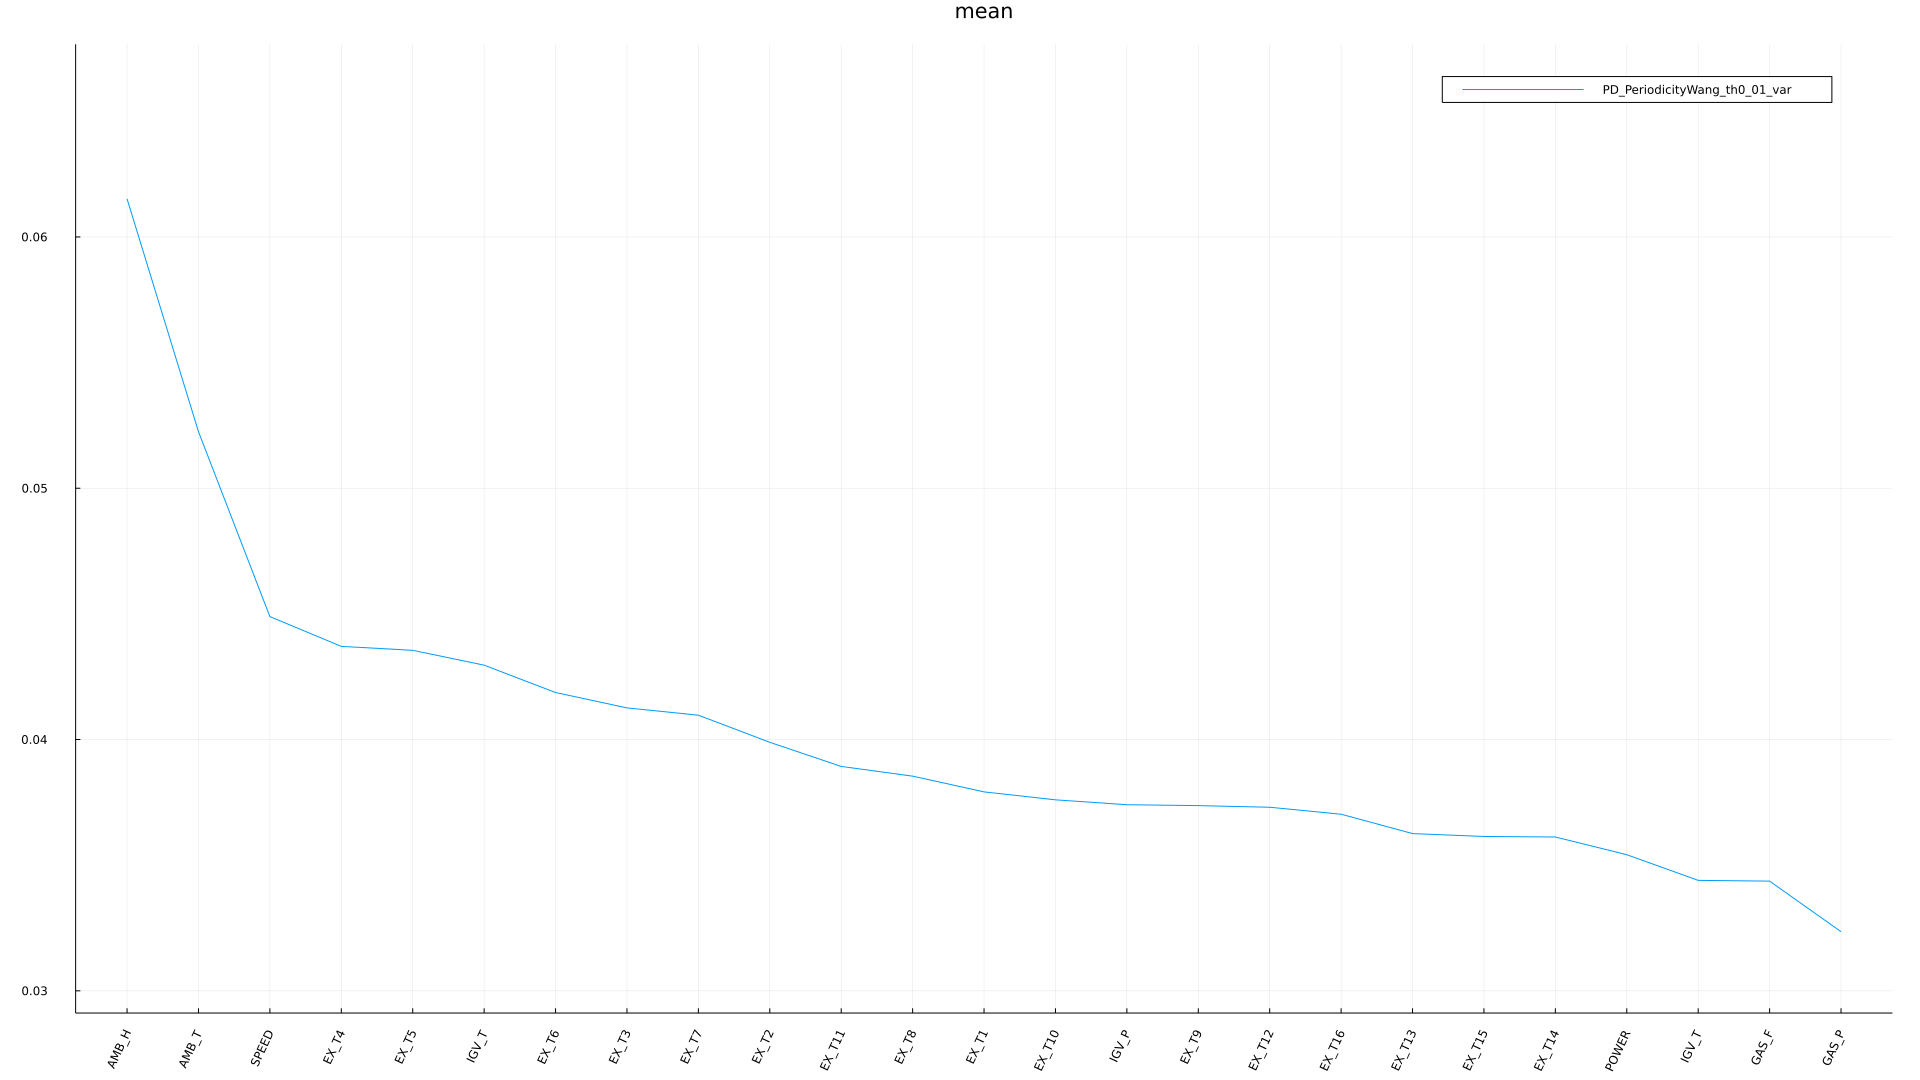 mean
PD_PeriodicityWang_th0_01_var
0.06
0.05
0.04
0.03
AMB_H
AMB_T
SPEED
EX_T4
EX_T5
IGV_T
EX_T6
EX_T3
EX_T7
EX_T2
EX_T11
EX_T8
EX_T1
EX_T10
IGV_P
EX_T9
EX_T12
EX_T16
EX_T13
EX_T15
EX_T14
POWER
IGV_T
GAS_F
GAS_P